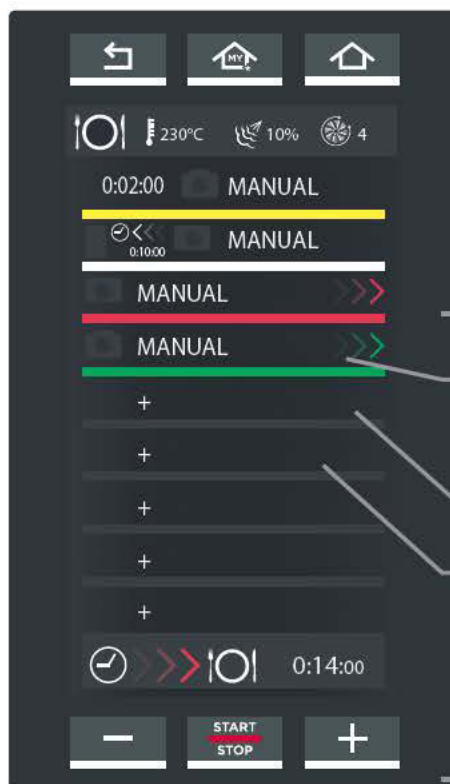 MY
230°C 10% 4
0:02:00 MANUAL
0:10:00 MANUAL
MANUAL
MANUAL
+
+
+
+
+
0:14:00
START
STOP